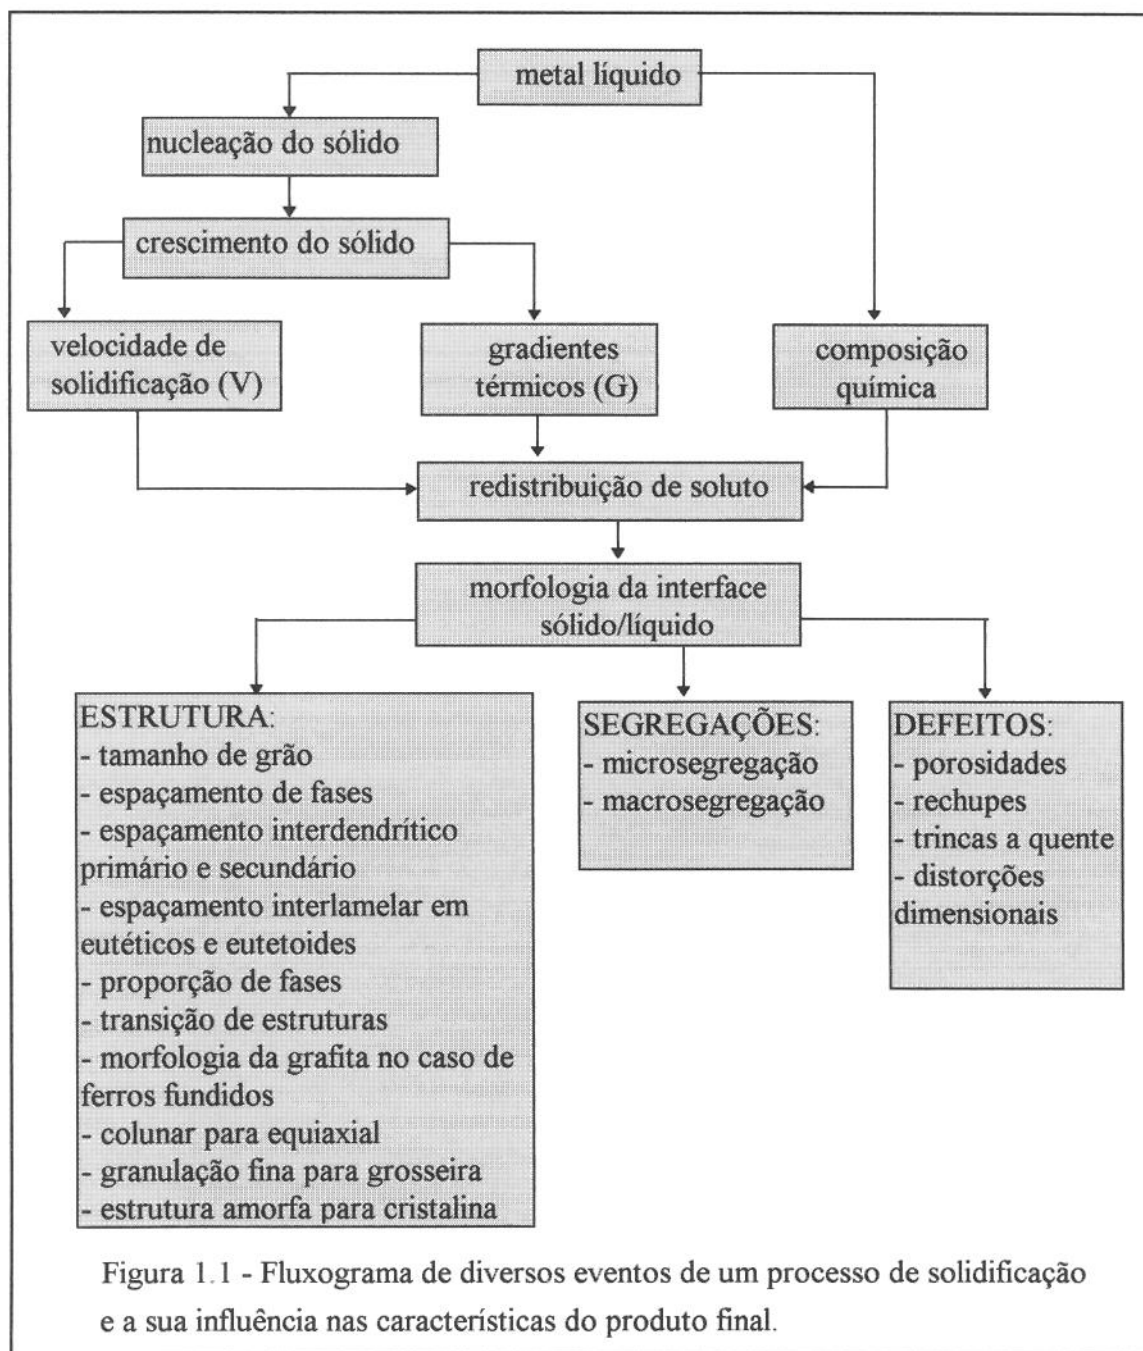 metal líquido
nucleação do sólido
crescimento do sólido
velocidade de
solidificação (V)
gradientes
térmicos (G)
composição
química
redistribuição de soluto
morfologia da interface
sólido/líquido
ESTRUTURA:
- tamanho de grão
- espaçamento de fases
- espaçamento interdendrítico
primário e secundário
- espaçamento interlamelar em
eutéticos e eutetoides
- proporção de fases
- transição de estruturas
- morfologia da grafita no caso de
ferros fundidos
- colunar para equiaxial
- granulação fina para grosseira
- estrutura amorfa para cristalina
SEGREGAÇÕES:
- microsegregação
- macrosegregação
DEFEITOS:
- porosidades
- rechupes
- trincas a quente
- distorções
dimensionais
Figura 1.1 - Fluxograma de diversos eventos de um processo de solidificação
e a sua influência nas características do produto final.